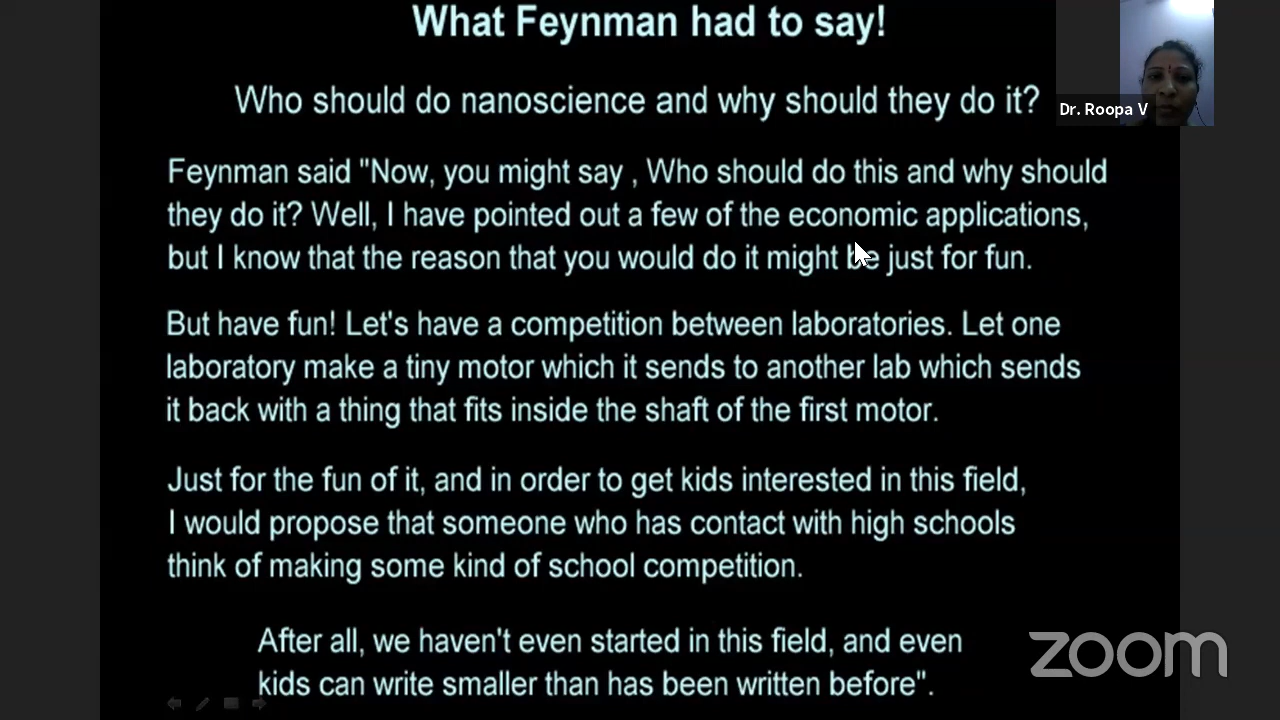 What Feynman had to say!
Who should do nanoscience and why should they do it?
Feynman said "Now, you might say , Who should do this and why should
they do it? Well, I have pointed out a few of the economic applications,
but I know that the reason that you would do it might be just for fun.
But have fun! Let's have a competition between laboratories. Let one
laboratory make a tiny motor which it sends to another lab which sends
it back with a thing that fits inside the shaft of the first motor.
Just for the fun of it, and in order to get kids interested in this field,
I would propose that someone who has contact with high schools
think of making some kind of school competition.
After all, we haven't even started in this field, and even
kids can write smaller than has been written before".
Dr. Roopa V
zoom